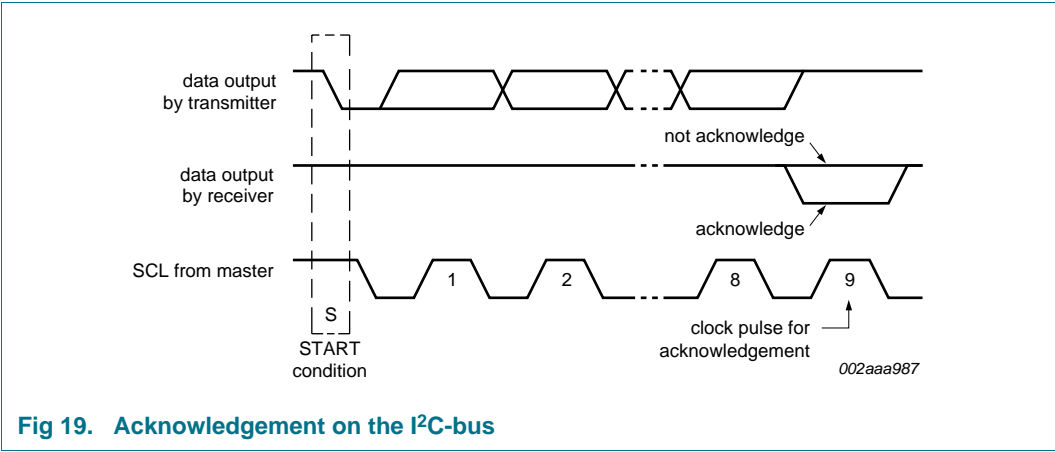 data output
by transmitter
not acknowledge
data output
by receiver
acknowledge
SCL from master
1
2
8
9
S
START
condition
clock pulse for
acknowledgement
002aaa987
Fig 19. Acknowledgement on the I²C-bus